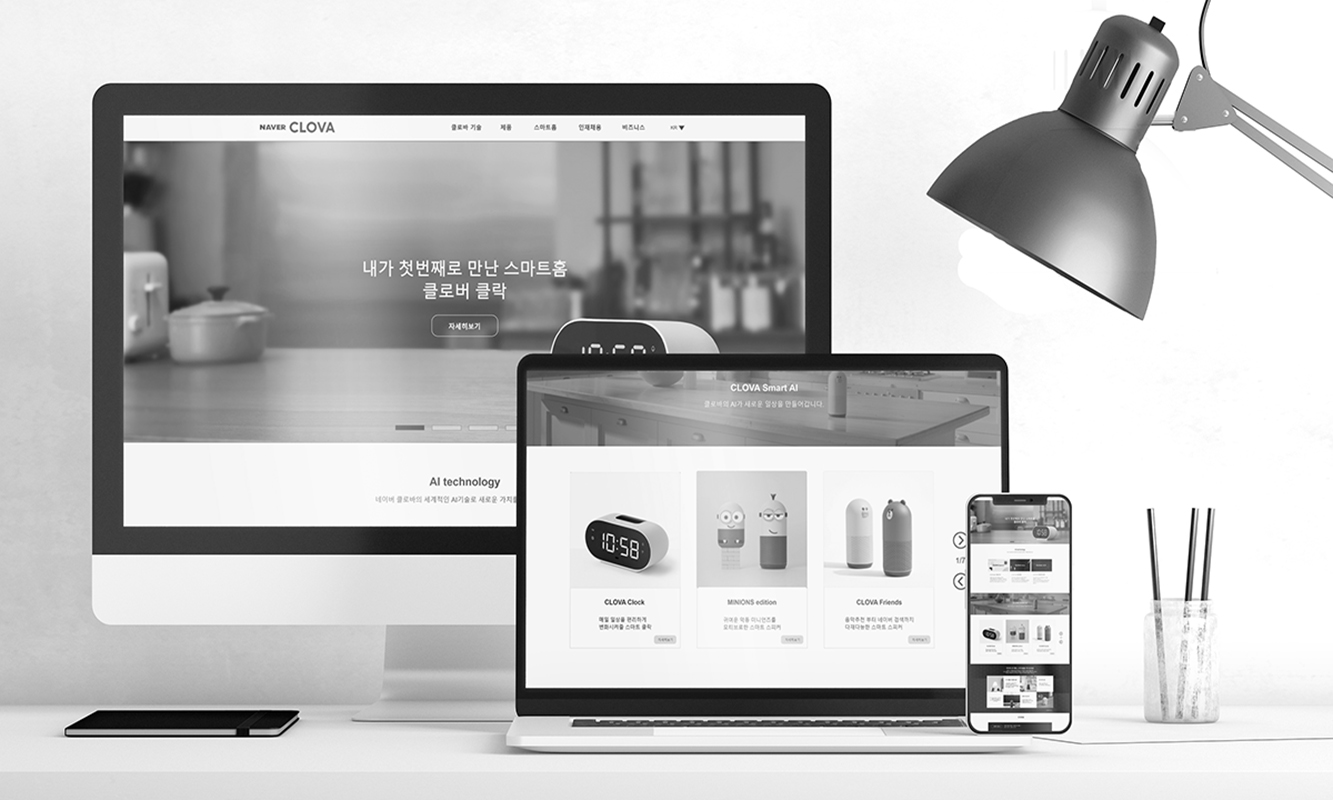 NAVER CLOVA
클로바 기술 제품 스마트홈 인재채용 비즈니스 KR
내가 첫번째로 만난 스마트홈
클로버 클락
자세히보기
AI technology
네이버 클로바의 세계적인 AI기술로 새로운 가치를
CLOVA Smart AI
클로바의 AI가 새로운 일상을 만들어갑니다.
10:58
CLOVA Clock
매일 일상을 편리하게
변화시켜줄 스마트 클락
자세히보기
MINIONS edition
귀여운 악동 미니언즈를
모티브로한 스마트 스피커
자세히보기
CLOVA Friends
음악추천 부터 네이버 검색까지
다재다능한 스마트 스피커
자세히보기
1/7